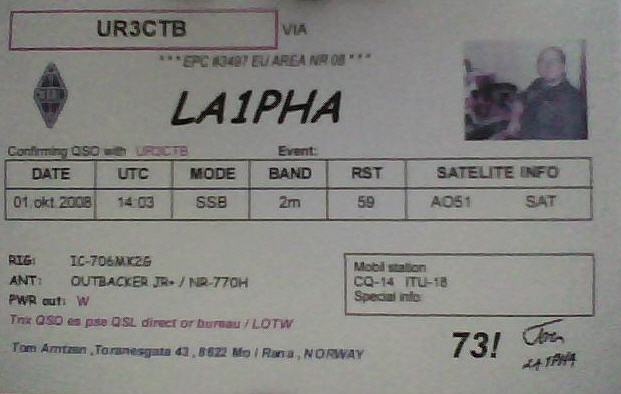 UR3CTB VIA
*** EPC #3497 EU AREA NR 08 ***
LA1PHA
Confirming QSO with UR3CTB Event:
DATE UTC MODE BAND RST SATELITE INFO
01.okt.2008 14:03 SSB 2m 59 AO51 SAT
RIG: IC-706MK2G
ANT: OUTBACKER JR+ / NR-770H
PWR out: W
Mobil station
CQ-14 ITU-18
Special info:
Tnx QSO es pse QSL direct or bureau / LOTW
Tom Arntzen, Toranesgata 43, 8622 Mo i Rana, NORWAY
73! Tom
LA1PHA